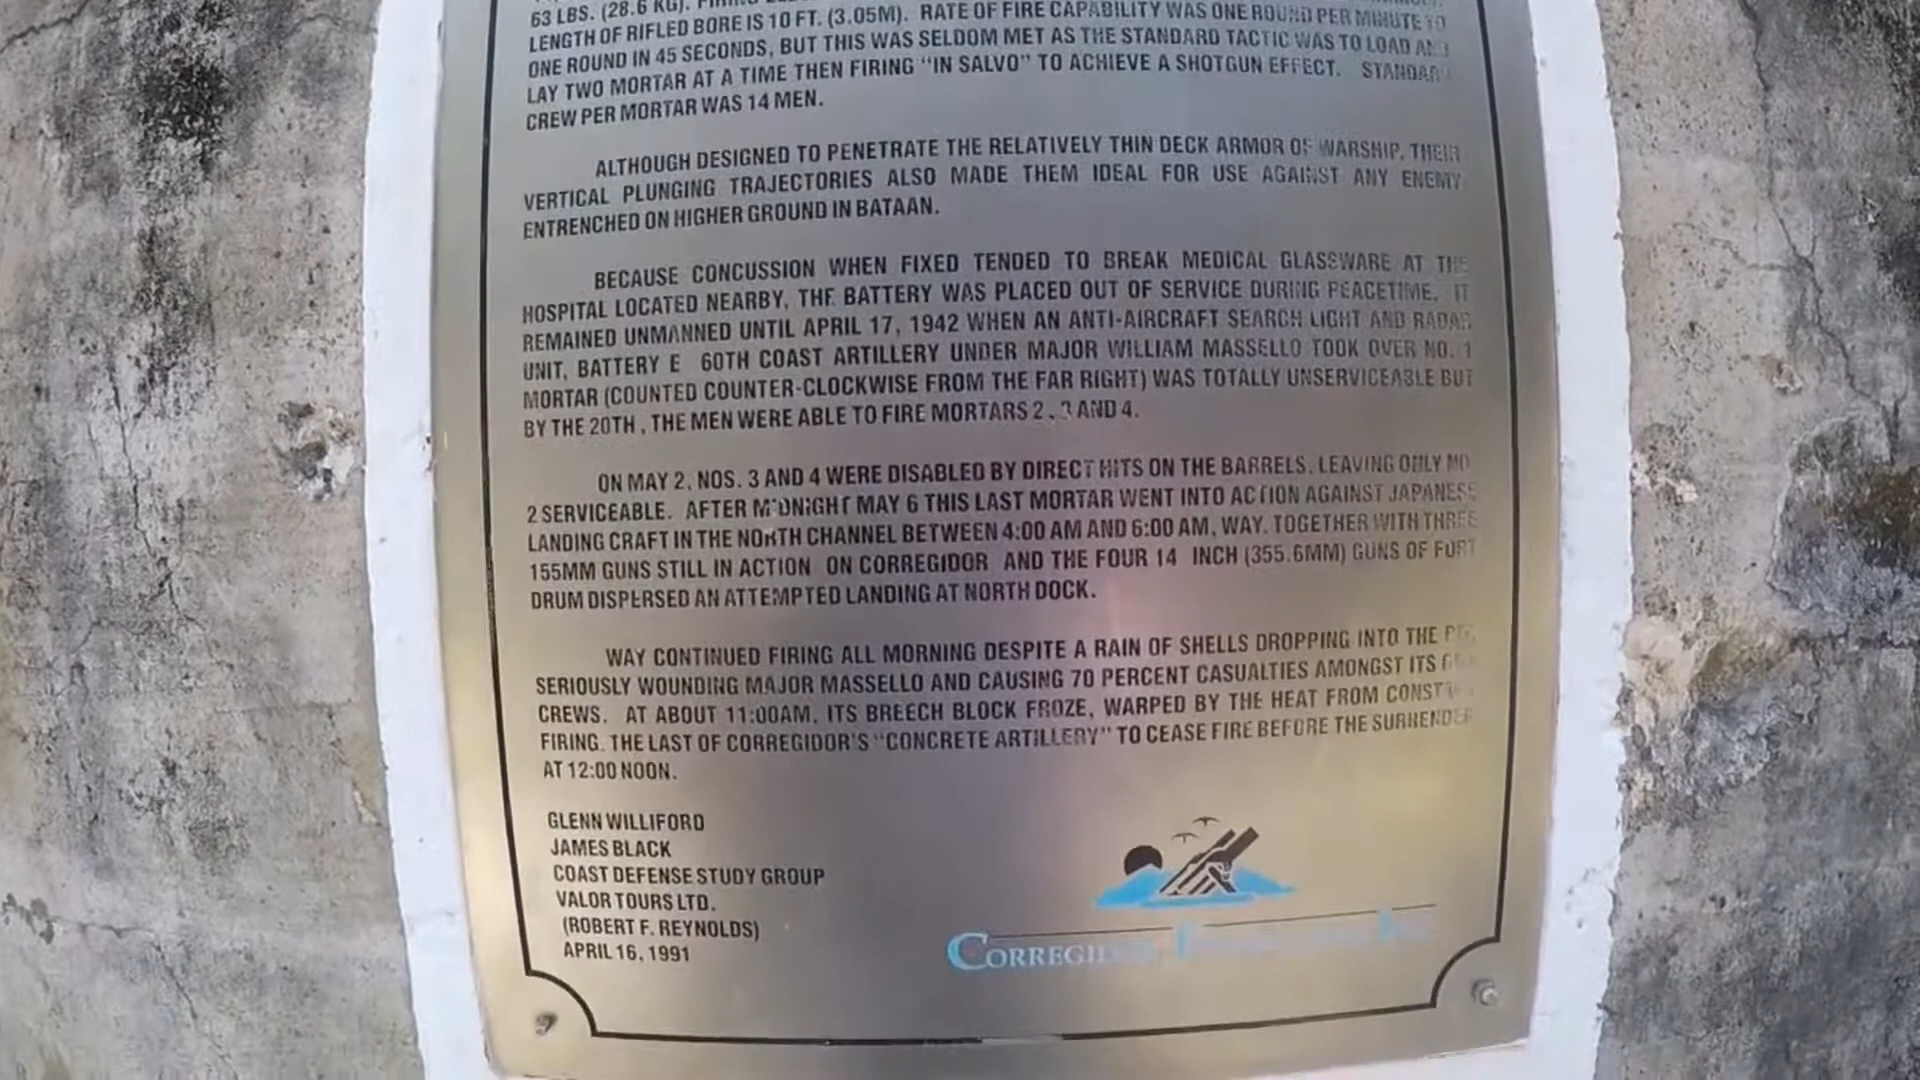 63 LBS. (28.6 KG).
LENGTH OF RIFLED BORE IS 10 FT. (3.05M). RATE OF FIRE CAPABILITY WAS ONE ROUND PER MINUTE TO
ONE ROUND IN 45 SECONDS, BUT THIS WAS SELDOM MET AS THE STANDARD TACTIC WAS TO LOAD AND
LAY TWO MORTAR AT A TIME THEN FIRING “IN SALVO” TO ACHIEVE A SHOTGUN EFFECT. STANDARD
CREW PER MORTAR WAS 14 MEN.
ALTHOUGH DESIGNED TO PENETRATE THE RELATIVELY THIN DECK ARMOR OF WARSHIP, THEIR
VERTICAL PLUNGING TRAJECTORIES ALSO MADE THEM IDEAL FOR USE AGAINST ANY ENEMY
ENTRENCHED ON HIGHER GROUND IN BATAAN.
BECAUSE CONCUSSION WHEN FIXED TENDED TO BREAK MEDICAL GLASSWARE AT THE
HOSPITAL LOCATED NEARBY, THE BATTERY WAS PLACED OUT OF SERVICE DURING PEACETIME. IT
REMAINED UNMANNED UNTIL APRIL 17, 1942 WHEN AN ANTI-AIRCRAFT SEARCH LIGHT AND RADAR
UNIT, BATTERY E 60TH COAST ARTILLERY UNDER MAJOR WILLIAM MASSELLO TOOK OVER NO. 1
MORTAR (COUNTED COUNTER-CLOCKWISE FROM THE FAR RIGHT) WAS TOTALLY UNSERVICEABLE BUT
BY THE 20TH, THE MEN WERE ABLE TO FIRE MORTARS 2, 3 AND 4.
ON MAY 2, NOS. 3 AND 4 WERE DISABLED BY DIRECT HITS ON THE BARRELS, LEAVING ONLY NO
2 SERVICEABLE. AFTER MIDNIGHT MAY 6 THIS LAST MORTAR WENT INTO ACTION AGAINST JAPANESE
LANDING CRAFT IN THE NORTH CHANNEL BETWEEN 4:00 AM AND 6:00 AM, WAY. TOGETHER WITH THREE
155MM GUNS STILL IN ACTION ON CORREGIDOR AND THE FOUR 14 INCH (355.6MM) GUNS OF FORT
DRUM DISPERSED AN ATTEMPTED LANDING AT NORTH DOCK.
WAY CONTINUED FIRING ALL MORNING DESPITE A RAIN OF SHELLS DROPPING INTO THE
SERIOUSLY WOUNDING MAJOR MASSELLO AND CAUSING 70 PERCENT CASUALTIES AMONGST ITS
CREWS. AT ABOUT 11:00AM, ITS BREECH BLOCK FROZE, WARPED BY THE HEAT FROM
FIRING. THE LAST OF CORREGIDOR'S “CONCRETE ARTILLERY” TO CEASE FIRE BEFORE THE SURRENDER
AT 12:00 NOON.
GLENN WILLIFORD
JAMES BLACK
COAST DEFENSE STUDY GROUP
VALOR TOURS LTD.
(ROBERT F. REYNOLDS)
APRIL 16, 1991
CORREGIDOR